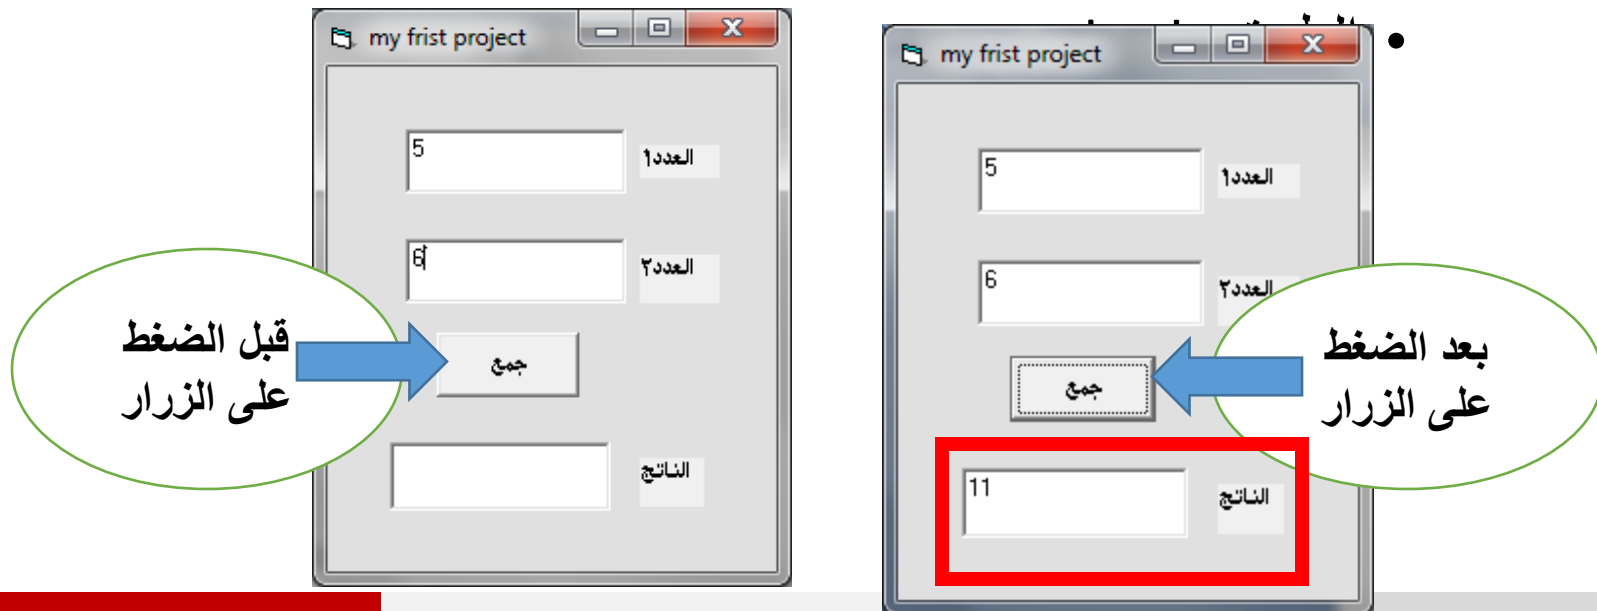 my frist project
5
العدد١
6
العدد٢
قبل الضغط
على الزرار
جمع
الناتج
my frist project
5
العدد١
6
العدد٢
بعد الضغط
على الزرار
جمع
11
الناتج